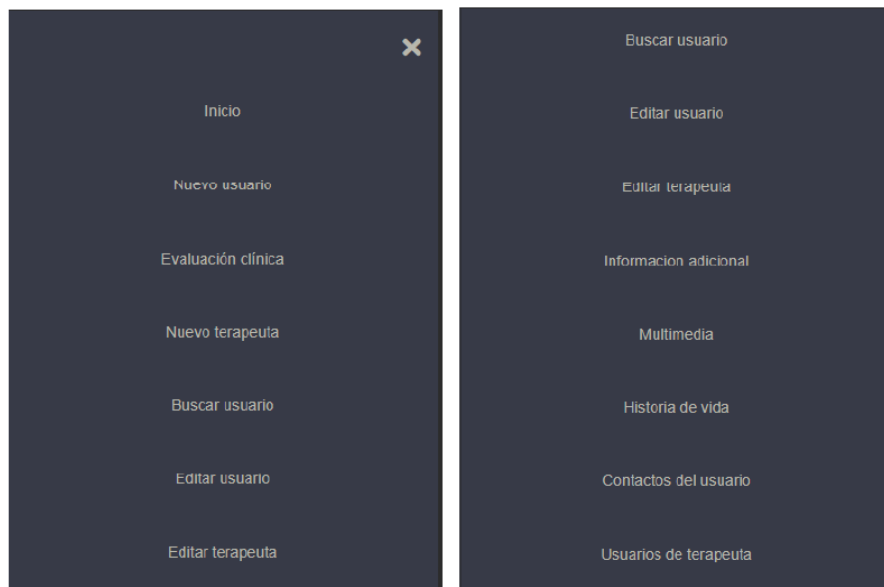 Inicio
Nuevo usuario
Evaluación clínica
Nuevo terapeuta
Buscar usuario
Editar usuario
Editar terapeuta
Buscar usuario
Editar usuario
Editar terapeuta
Informacion adicional
Multimedia
Historia de vida
Contactos del usuario
Usuarios de terapeuta